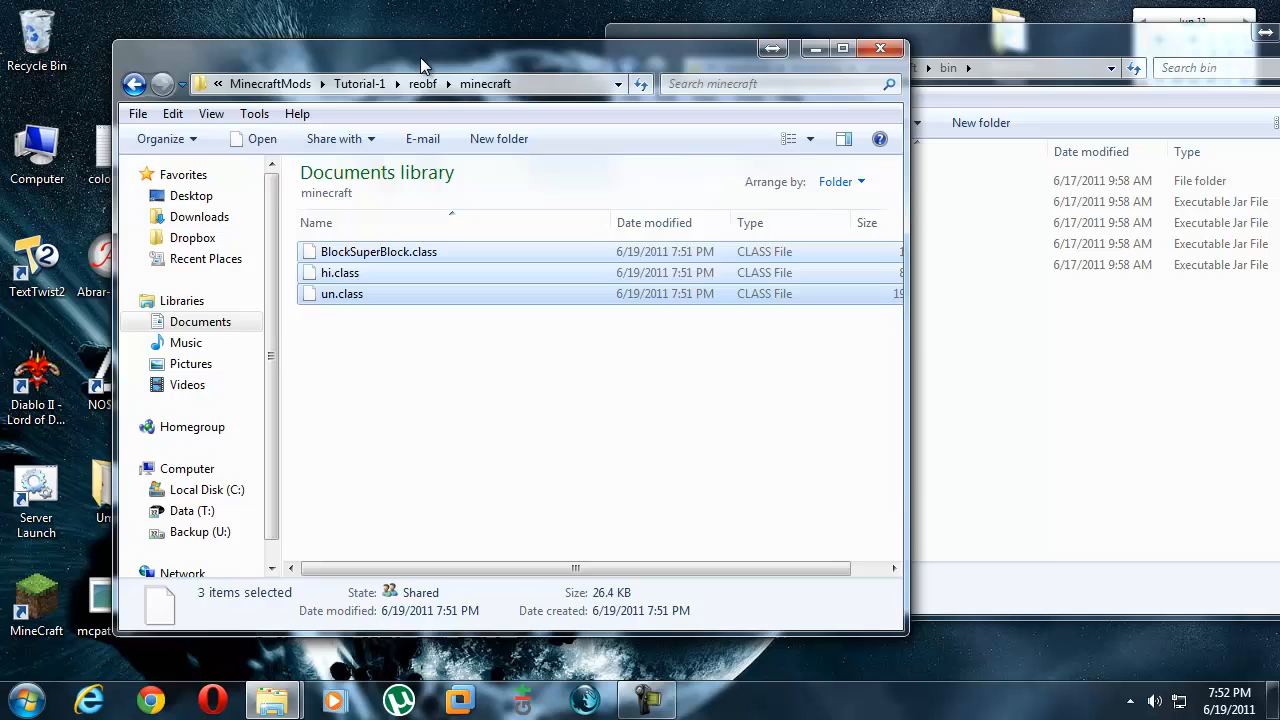 Recycle Bin
Computer
colo
TextTwist2
Abrar-
Diablo II -
Lord of D...
NOS
Server
Launch
Un
MineCraft
mcpat
MinecraftMods
Tutorial-1
reobf
minecraft
Search minecraft
File
Edit
View
Tools
Help
Organize
Open
Share with
E-mail
New folder
Favorites
Desktop
Downloads
Dropbox
Recent Places
Libraries
Documents
Music
Pictures
Videos
Homegroup
Computer
Local Disk (C:)
Data (T:)
Backup (U:)
Network
Documents library
minecraft
Arrange by: Folder
Name Date modified Type Size
BlockSuperBlock.class 6/19/2011 7:51 PM CLASS File 1
hi.class 6/19/2011 7:51 PM CLASS File 8
un.class 6/19/2011 7:51 PM CLASS File 19
3 items selected
State: Shared
Size: 26.4 KB
Date modified: 6/19/2011 7:51 PM
Date created: 6/19/2011 7:51 PM
bin
Search bin
New folder
Date modified Type
6/17/2011 9:58 AM File folder
6/17/2011 9:58 AM Executable Jar File
6/17/2011 9:58 AM Executable Jar File
6/17/2011 9:58 AM Executable Jar File
6/17/2011 9:58 AM Executable Jar File
7:52 PM
6/19/2011